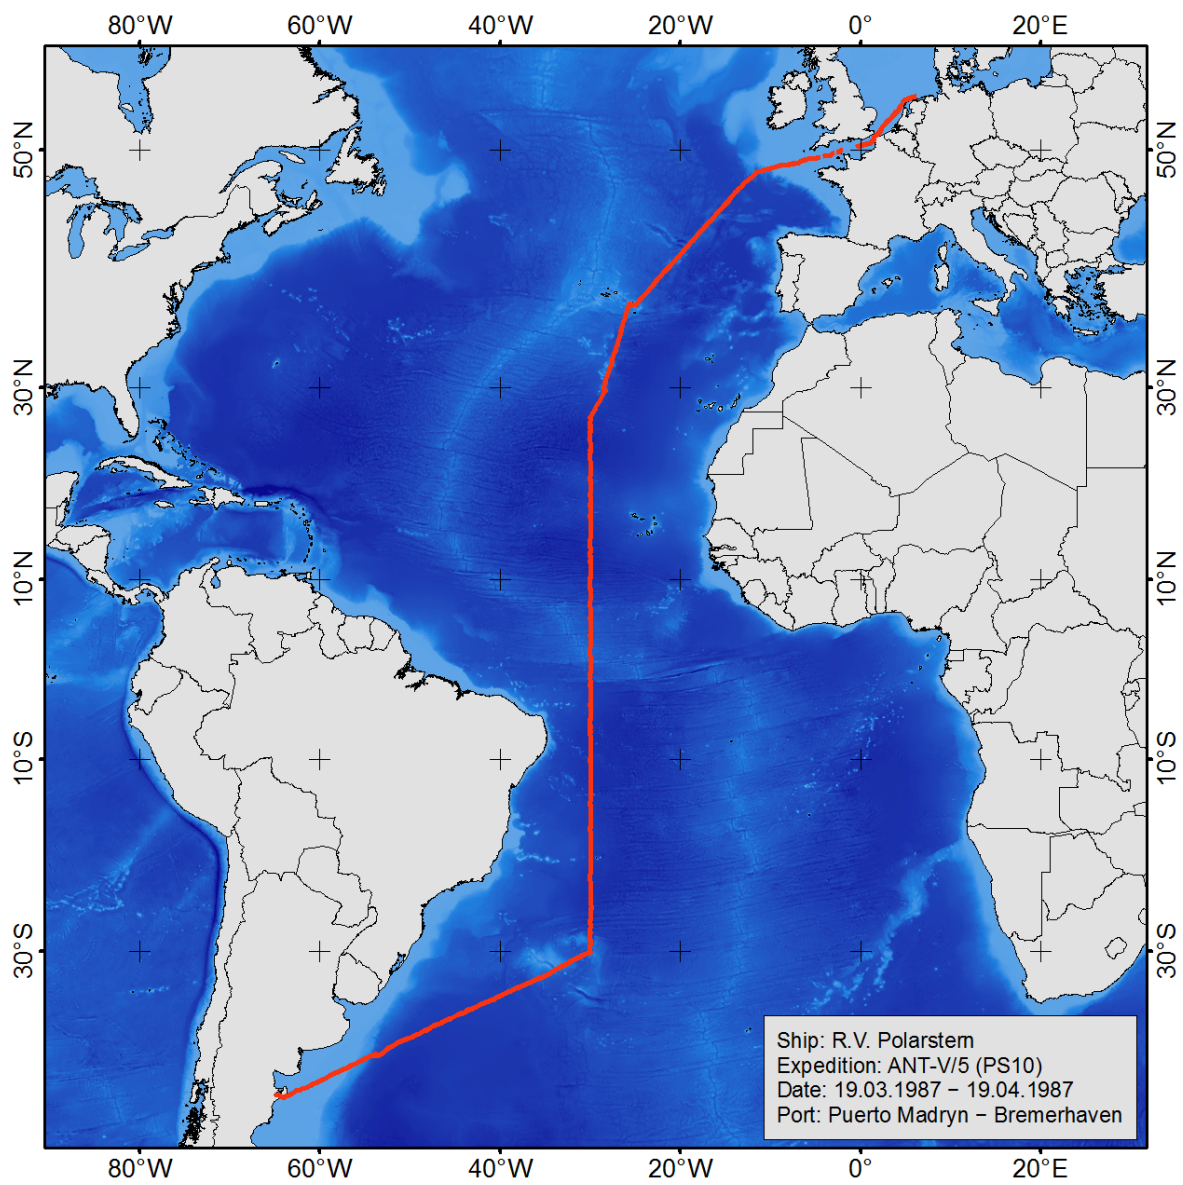 80°W 60°W 40°W 20°W 0° 20°E
50°N 50°N
30°N 30°N
10°N 10°N
10°S 10°S
30°S 30°S
Ship: R.V. Polarstern
Expedition: ANT-V/5 (PS10)
Date: 19.03.1987 − 19.04.1987
Port: Puerto Madryn − Bremerhaven
80°W 60°W 40°W 20°W 0° 20°E